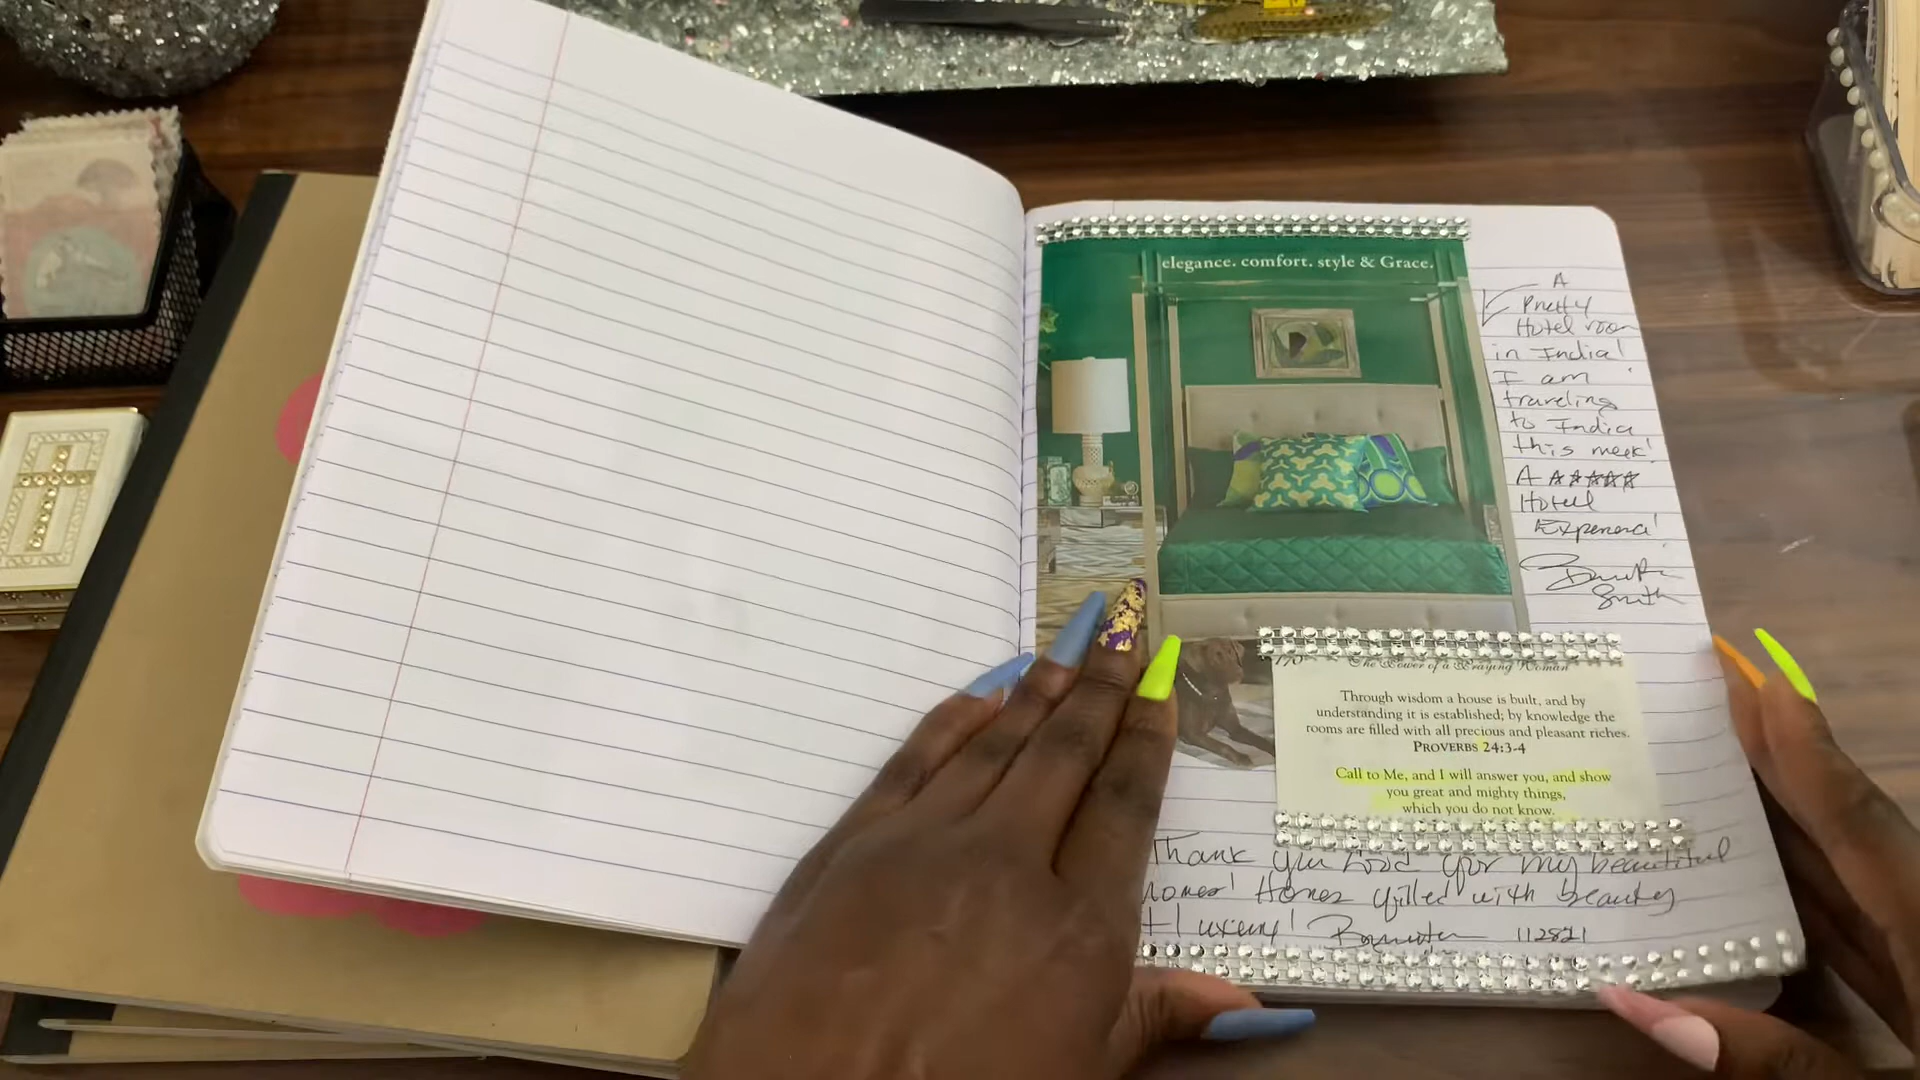 elegance. comfort. style & Grace.
A
Pretty
Hotel room
in India!
I am
traveling
to India
this week!
A ☆☆☆☆☆
Hotel
Experience!
Smith
170
The Power of a Praying Woman
Through wisdom a house is built, and by
understanding it is established; by knowledge the
rooms are filled with all precious and pleasant riches.
PROVERBS 24:3-4
Call to Me, and I will answer you, and show
you great and mighty things,
which you do not know.
Thank you Lord for my beautiful
homes! Homes filled with beauty
+ luxury! 112821